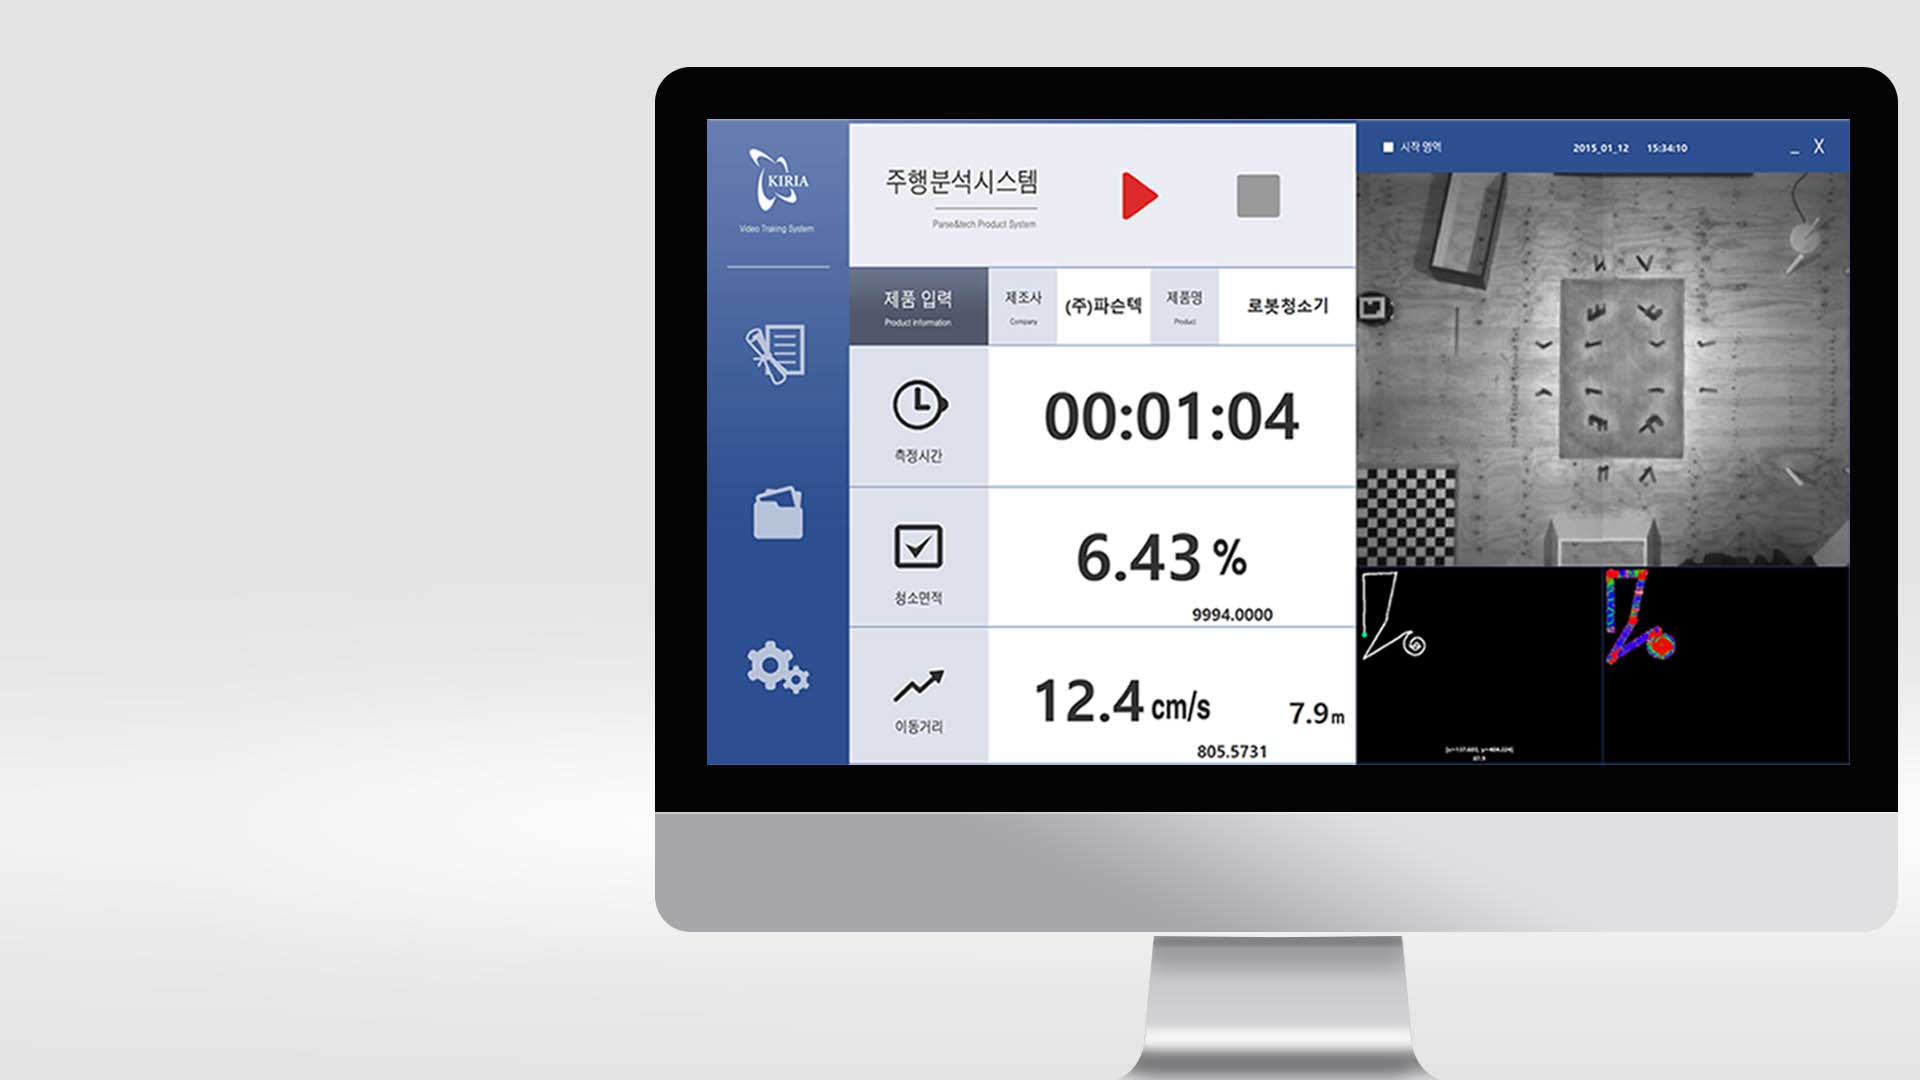 KIRIA
Video Traking System
주행분석시스템
Parse&tech Product System
제품 입력
Product Information
제조사
Company
(주)파슨텍
제품명
Product
로봇청소기
측정시간
00:01:04
청소면적
6.43 %
9994.0000
이동거리
12.4 cm/s
7.9 m
805.5731
시작 영역
2015_01_12 15:34:10
_ X